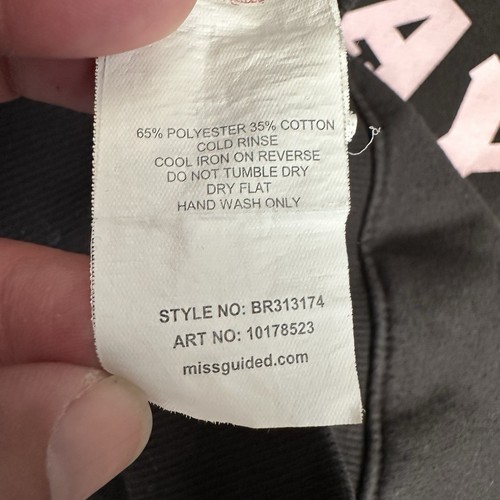 65% POLYESTER 35% COTTON
COLD RINSE
COOL IRON ON REVERSE
DO NOT TUMBLE DRY
DRY FLAT
HAND WASH ONLY
STYLE NO: BR313174
ART NO: 10178523
missguided.com